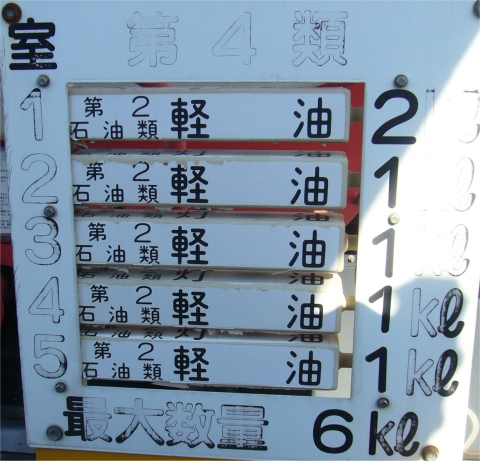 室 第4類
1 第2石油類 軽油 2kℓ
2 第2石油類 軽油 1kℓ
3 第2石油類 軽油 1kℓ
4 第2石油類 軽油 1kℓ
5 第2石油類 軽油 1kℓ
最大数量 6kℓ